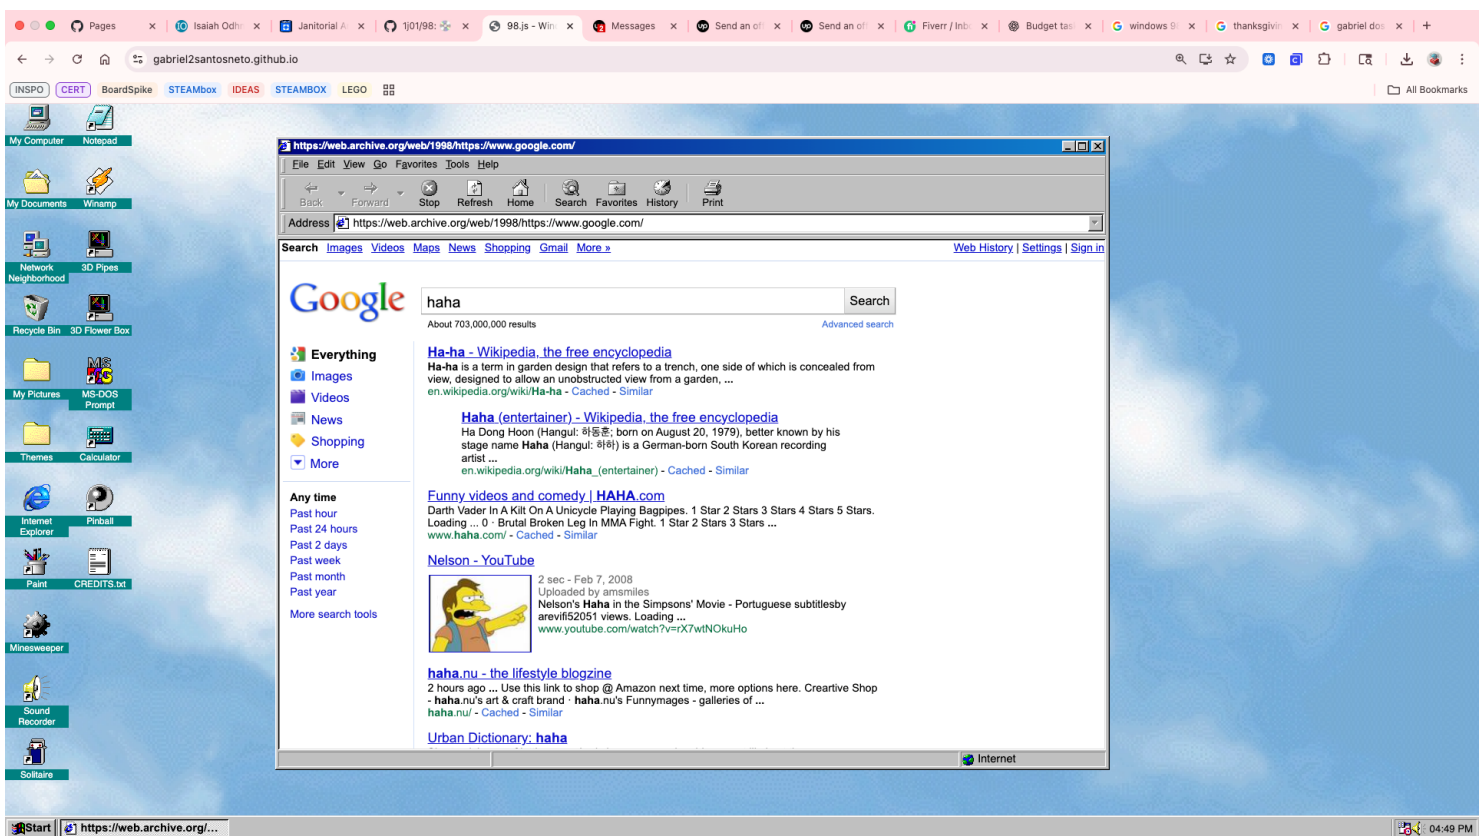 Pages
Isaiah Odhr
Janitorial A
1j01/98:
98.js - Win
Messages
Send an of
Send an of
Fiverr / Inb
Budget tas
windows 9
thanksgivin
gabriel dos
gabriel2santosneto.github.io
INSPO
CERT
BoardSpike
STEAMbox
IDEAS
STEAMBOX
LEGO
All Bookmarks
My Computer
Notepad
My Documents
Winamp
Network Neighborhood
3D Pipes
Recycle Bin
3D Flower Box
My Pictures
MS-DOS Prompt
Themes
Calculator
Internet Explorer
Pinball
Paint
CREDITS.txt
Minesweeper
Sound Recorder
Solitaire
https://web.archive.org/web/1998/https://www.google.com/
File Edit View Go Favorites Tools Help
Back Forward Stop Refresh Home Search Favorites History Print
Address https://web.archive.org/web/1998/https://www.google.com/
Search Images Videos Maps News Shopping Gmail More »
Web History | Settings | Sign in
Google
haha
Search
About 703,000,000 results
Advanced search
Everything
Images
Videos
News
Shopping
More
Any time
Past hour
Past 24 hours
Past 2 days
Past week
Past month
Past year
More search tools
Ha-ha - Wikipedia, the free encyclopedia
Ha-ha is a term in garden design that refers to a trench, one side of which is concealed from
view, designed to allow an unobstructed view from a garden, ...
en.wikipedia.org/wiki/Ha-ha - Cached - Similar
Haha (entertainer) - Wikipedia, the free encyclopedia
Ha Dong Hoon (Hangul: 하동훈; born on August 20, 1979), better known by his
stage name Haha (Hangul: 하하) is a German-born South Korean recording
artist ...
en.wikipedia.org/wiki/Haha_(entertainer) - Cached - Similar
Funny videos and comedy | HAHA.com
Darth Vader In A Kilt On A Unicycle Playing Bagpipes. 1 Star 2 Stars 3 Stars 4 Stars 5 Stars.
Loading ... 0 · Brutal Broken Leg In MMA Fight. 1 Star 2 Stars 3 Stars ...
www.haha.com/ - Cached - Similar
Nelson - YouTube
2 sec - Feb 7, 2008
Uploaded by amsmiles
Nelson's Haha in the Simpsons' Movie - Portuguese subtitlesby
arevifi52051 views. Loading ...
www.youtube.com/watch?v=rX7wtNOkuHo
haha.nu - the lifestyle blogzine
2 hours ago ... Use this link to shop @ Amazon next time, more options here. Creartive Shop
- haha.nu's art & craft brand · haha.nu's Funnymages - galleries of ...
haha.nu/ - Cached - Similar
Urban Dictionary: haha
Internet
Start
https://web.archive.org/...
04:49 PM